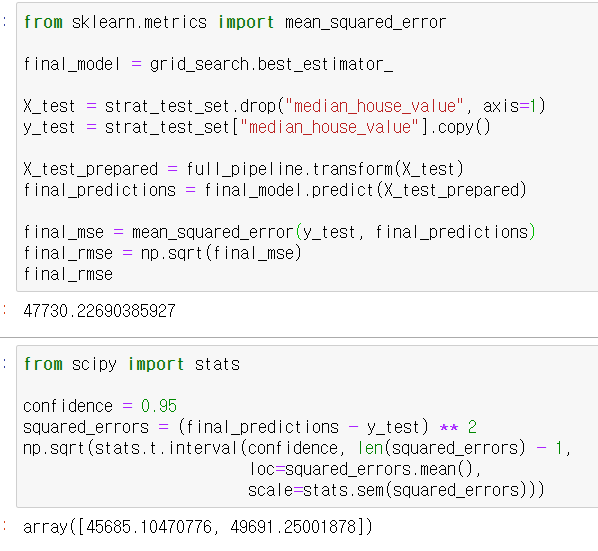 : from sklearn.metrics import mean_squared_error
final_model = grid_search.best_estimator_
X_test = strat_test_set.drop("median_house_value", axis=1)
y_test = strat_test_set["median_house_value"].copy()
X_test_prepared = full_pipeline.transform(X_test)
final_predictions = final_model.predict(X_test_prepared)
final_mse = mean_squared_error(y_test, final_predictions)
final_rmse = np.sqrt(final_mse)
final_rmse
: 47730.22690385927
: from scipy import stats
confidence = 0.95
squared_errors = (final_predictions - y_test) ** 2
np.sqrt(stats.t.interval(confidence, len(squared_errors) - 1,
loc=squared_errors.mean(),
scale=stats.sem(squared_errors)))
: array([45685.10470776, 49691.25001878])